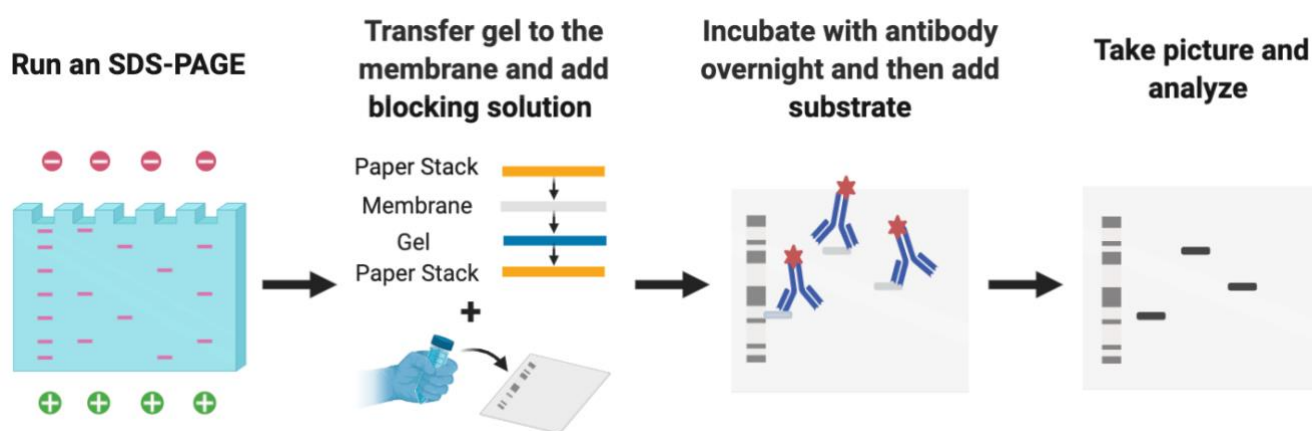 Run an SDS-PAGE
Transfer gel to the
membrane and add
blocking solution
Paper Stack
Membrane
Gel
Paper Stack
+
Incubate with antibody
overnight and then add
substrate
Take picture and
analyze